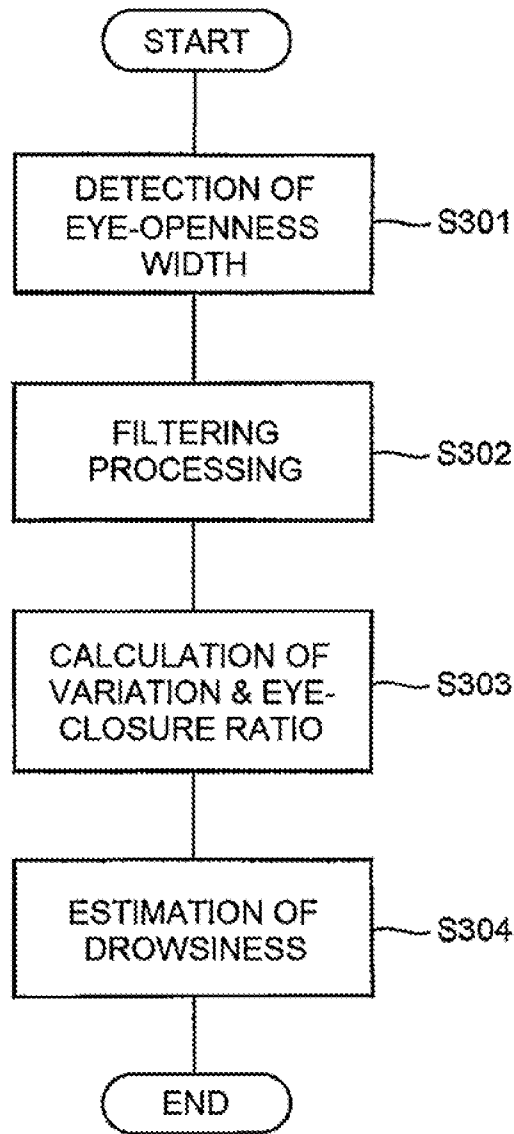 START
DETECTION OF
EYE-OPENNESS
WIDTH
S301
FILTERING
PROCESSING
S302
CALCULATION OF
VARIATION & EYE-
CLOSURE RATIO
S303
ESTIMATION OF
DROWSINESS
S304
END